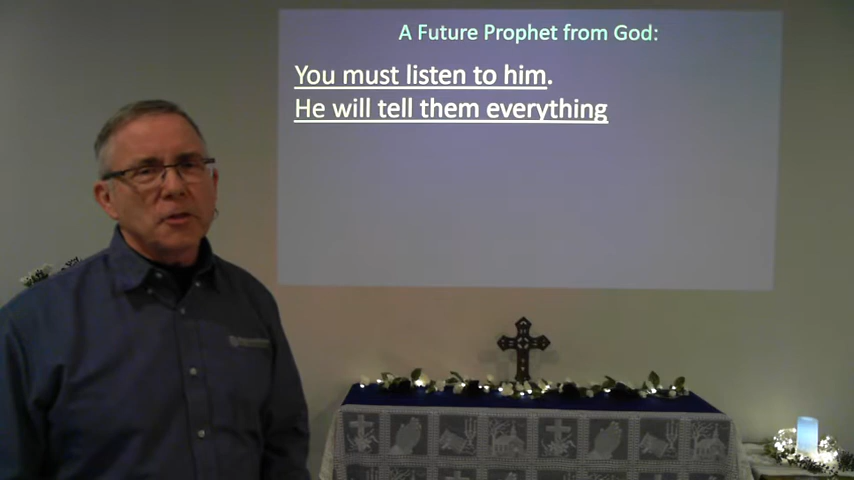 A Future Prophet from God:
You must listen to him.
He will tell them everything